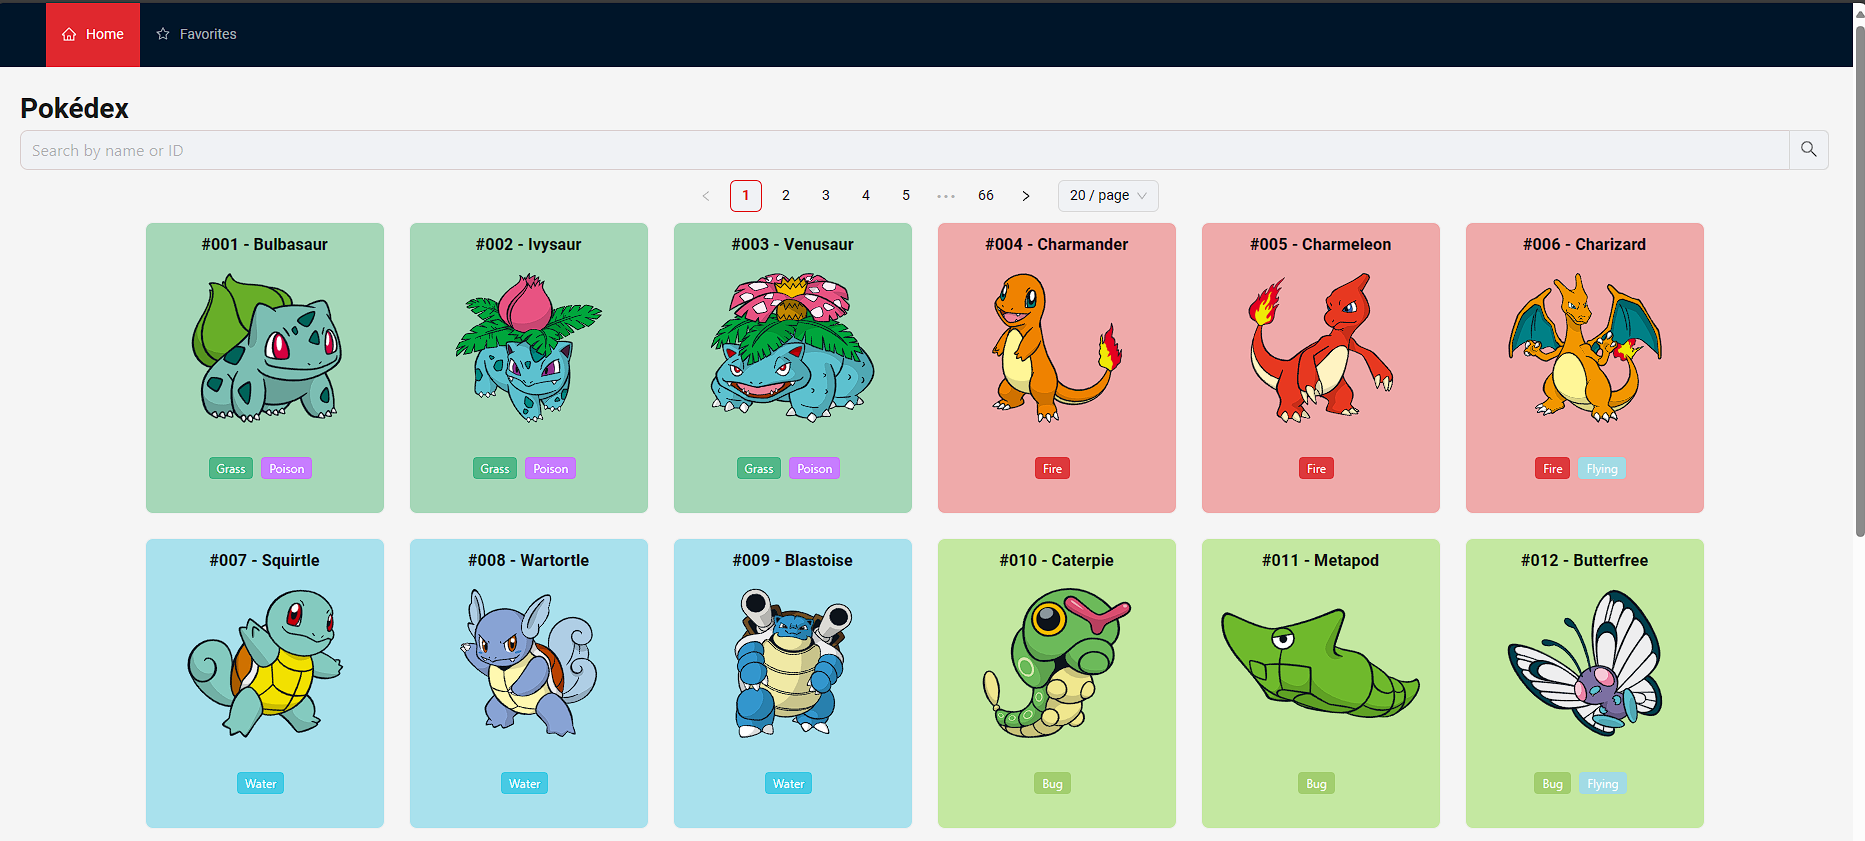 Home Favorites
Pokédex
Search by name or ID
1 2 3 4 5 ••• 66 20 / page
#001 - Bulbasaur #002 - Ivysaur #003 - Venusaur #004 - Charmander #005 - Charmeleon #006 - Charizard
Grass Poison Grass Poison Grass Poison Fire Fire Fire Flying
#007 - Squirtle #008 - Wartortle #009 - Blastoise #010 - Caterpie #011 - Metapod #012 - Butterfree
Water Water Water Bug Bug Bug Flying